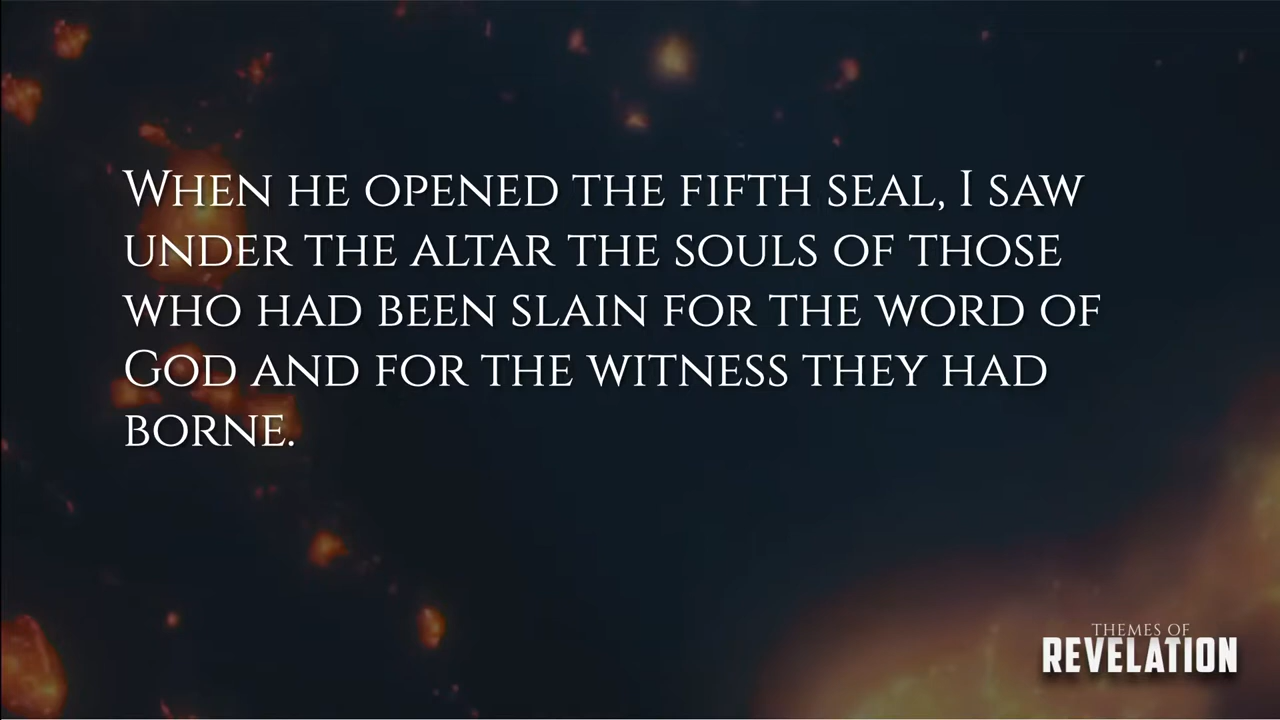 When he opened the fifth seal, I saw
under the altar the souls of those
who had been slain for the word of
God and for the witness they had
borne.
THEMES OF
REVELATION